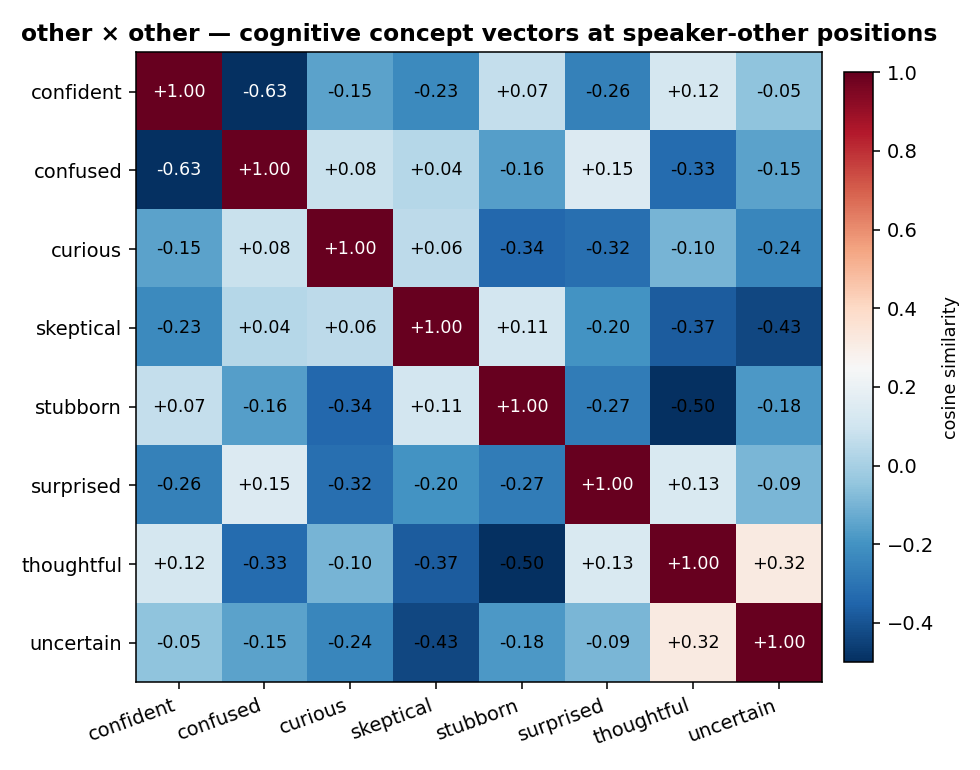 other × other — cognitive concept vectors at speaker-other positions
confident +1.00 -0.63 -0.15 -0.23 +0.07 -0.26 +0.12 -0.05
confused -0.63 +1.00 +0.08 +0.04 -0.16 +0.15 -0.33 -0.15
curious -0.15 +0.08 +1.00 +0.06 -0.34 -0.32 -0.10 -0.24
skeptical -0.23 +0.04 +0.06 +1.00 +0.11 -0.20 -0.37 -0.43
stubborn +0.07 -0.16 -0.34 +0.11 +1.00 -0.27 -0.50 -0.18
surprised -0.26 +0.15 -0.32 -0.20 -0.27 +1.00 +0.13 -0.09
thoughtful +0.12 -0.33 -0.10 -0.37 -0.50 +0.13 +1.00 +0.32
uncertain -0.05 -0.15 -0.24 -0.43 -0.18 -0.09 +0.32 +1.00
confident confused curious skeptical stubborn surprised thoughtful uncertain
1.0
0.8
0.6
0.4
0.2
0.0
−0.2
−0.4
cosine similarity